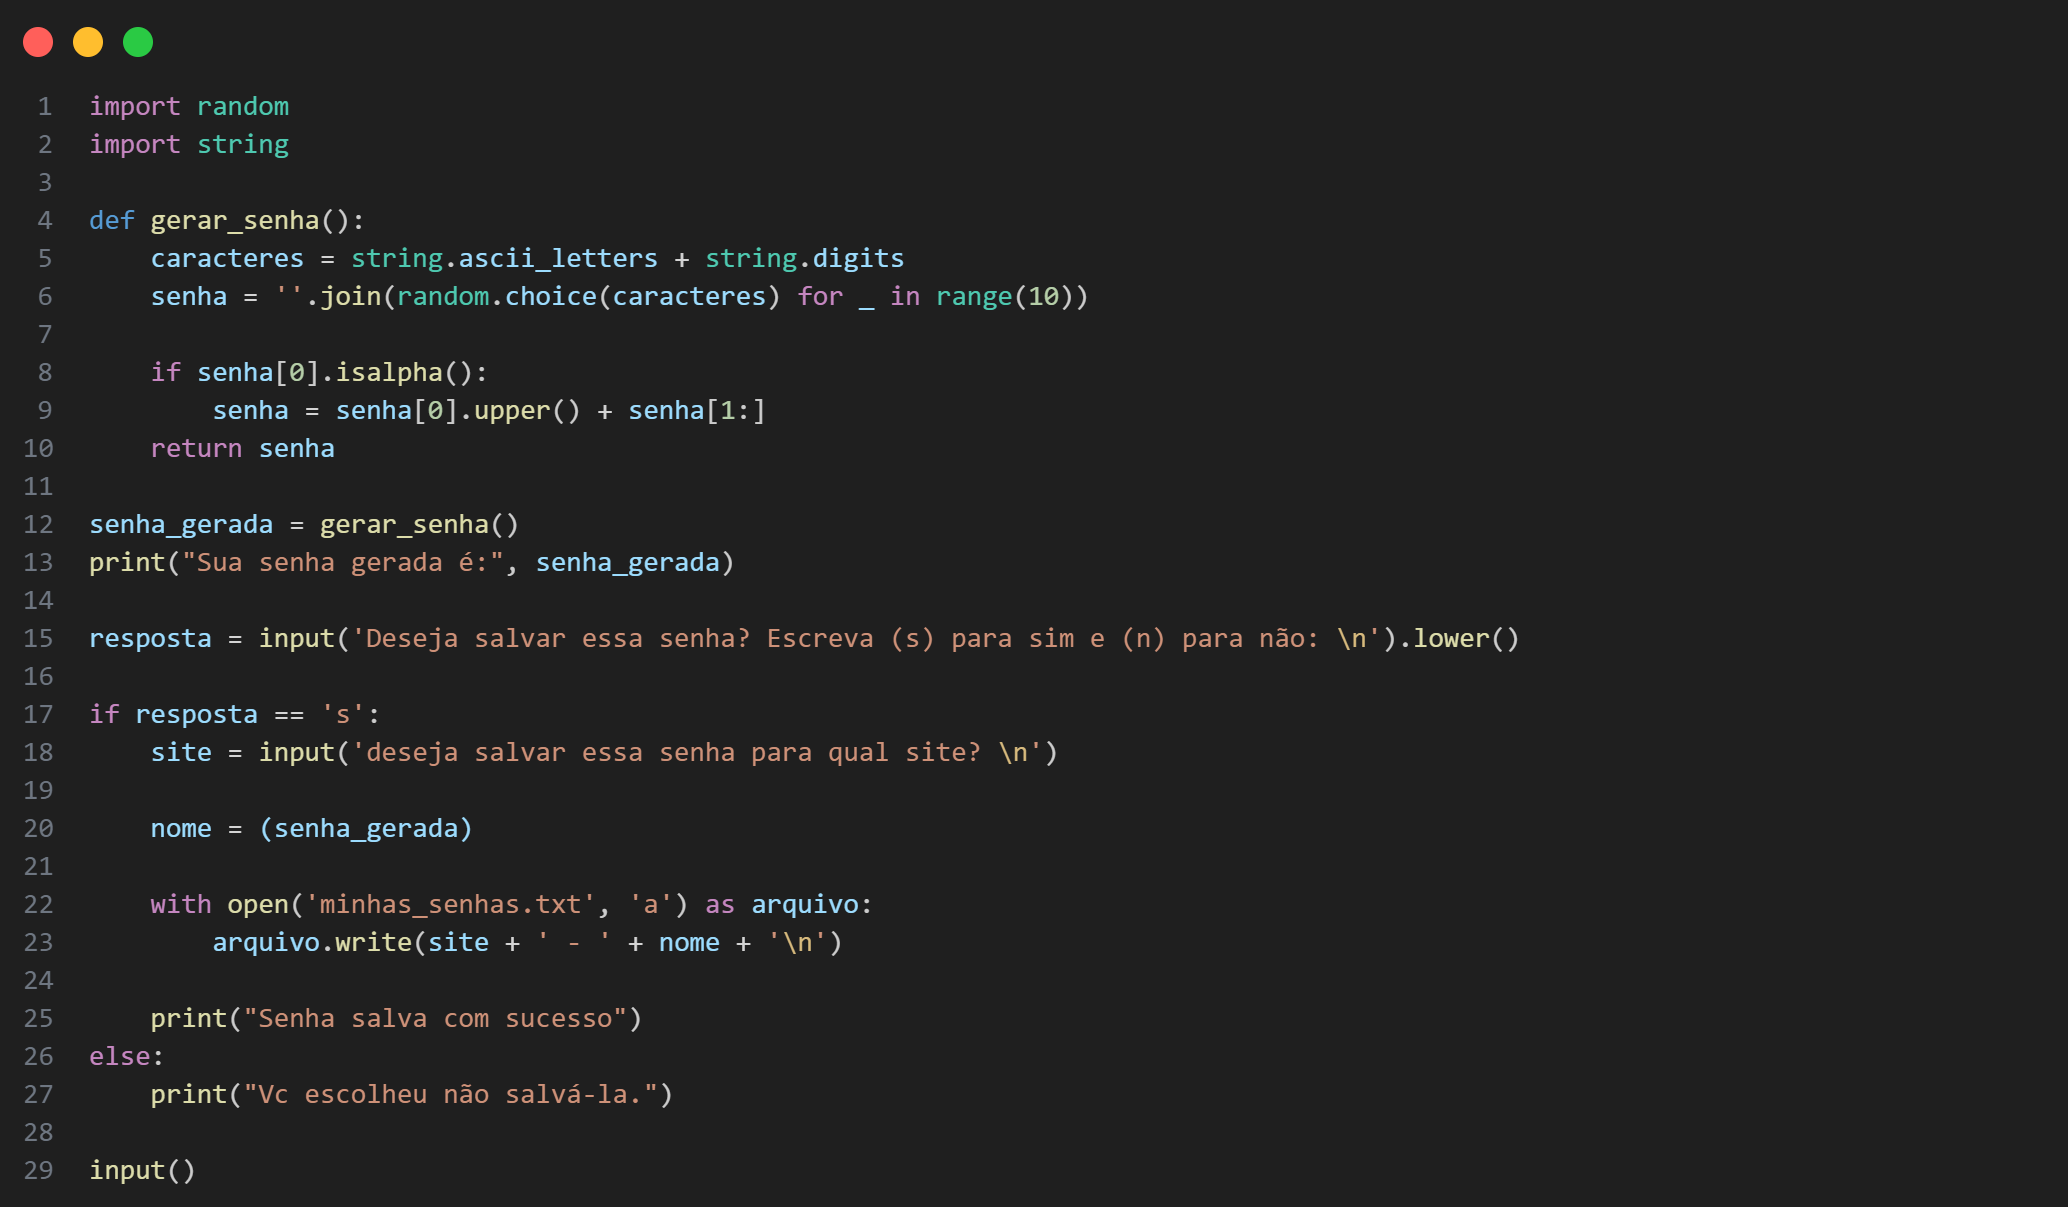 1 import random
2 import string
3
4 def gerar_senha():
5     caracteres = string.ascii_letters + string.digits
6     senha = ''.join(random.choice(caracteres) for _ in range(10))
7
8     if senha[0].isalpha():
9         senha = senha[0].upper() + senha[1:]
10     return senha
11
12 senha_gerada = gerar_senha()
13 print("Sua senha gerada é:", senha_gerada)
14
15 resposta = input('Deseja salvar essa senha? Escreva (s) para sim e (n) para não: \n').lower()
16
17 if resposta == 's':
18     site = input('deseja salvar essa senha para qual site? \n')
19
20     nome = (senha_gerada)
21
22     with open('minhas_senhas.txt', 'a') as arquivo:
23         arquivo.write(site + ' - ' + nome + '\n')
24
25     print("Senha salva com sucesso")
26 else:
27     print("Vc escolheu não salvá-la.")
28
29 input()